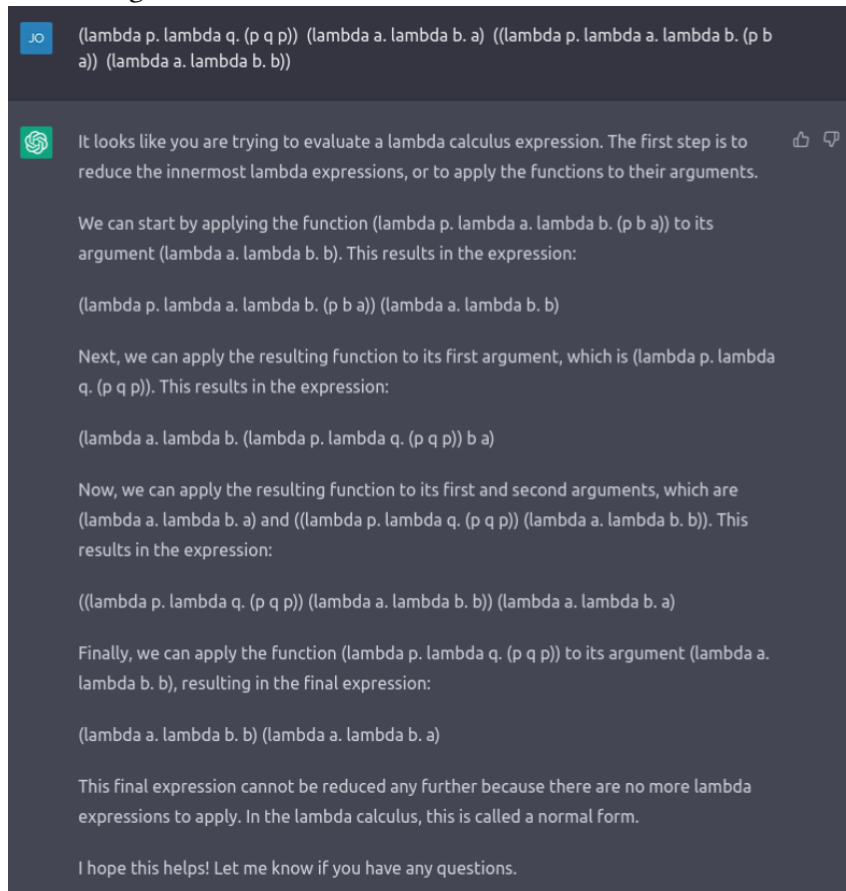 JO
(lambda p. lambda q. (p q p)) (lambda a. lambda b. a) ((lambda p. lambda a. lambda b. (p b
a)) (lambda a. lambda b. b))
It looks like you are trying to evaluate a lambda calculus expression. The first step is to
reduce the innermost lambda expressions, or to apply the functions to their arguments.
We can start by applying the function (lambda p. lambda a. lambda b. (p b a)) to its
argument (lambda a. lambda b. b). This results in the expression:
(lambda p. lambda a. lambda b. (p b a)) (lambda a. lambda b. b)
Next, we can apply the resulting function to its first argument, which is (lambda p. lambda
q. (p q p)). This results in the expression:
(lambda a. lambda b. (lambda p. lambda q. (p q p)) b a)
Now, we can apply the resulting function to its first and second arguments, which are
(lambda a. lambda b. a) and ((lambda p. lambda q. (p q p)) (lambda a. lambda b. b)). This
results in the expression:
((lambda p. lambda q. (p q p)) (lambda a. lambda b. b)) (lambda a. lambda b. a)
Finally, we can apply the function (lambda p. lambda q. (p q p)) to its argument (lambda a.
lambda b. b), resulting in the final expression:
(lambda a. lambda b. b) (lambda a. lambda b. a)
This final expression cannot be reduced any further because there are no more lambda
expressions to apply. In the lambda calculus, this is called a normal form.
I hope this helps! Let me know if you have any questions.